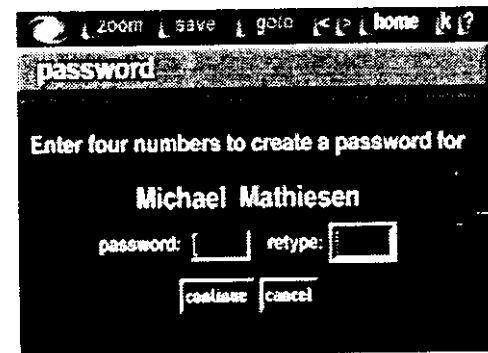 zoom save goto < > home k ?
password
Enter four numbers to create a password for
Michael Mathiesen
password: retype:
continue cancel